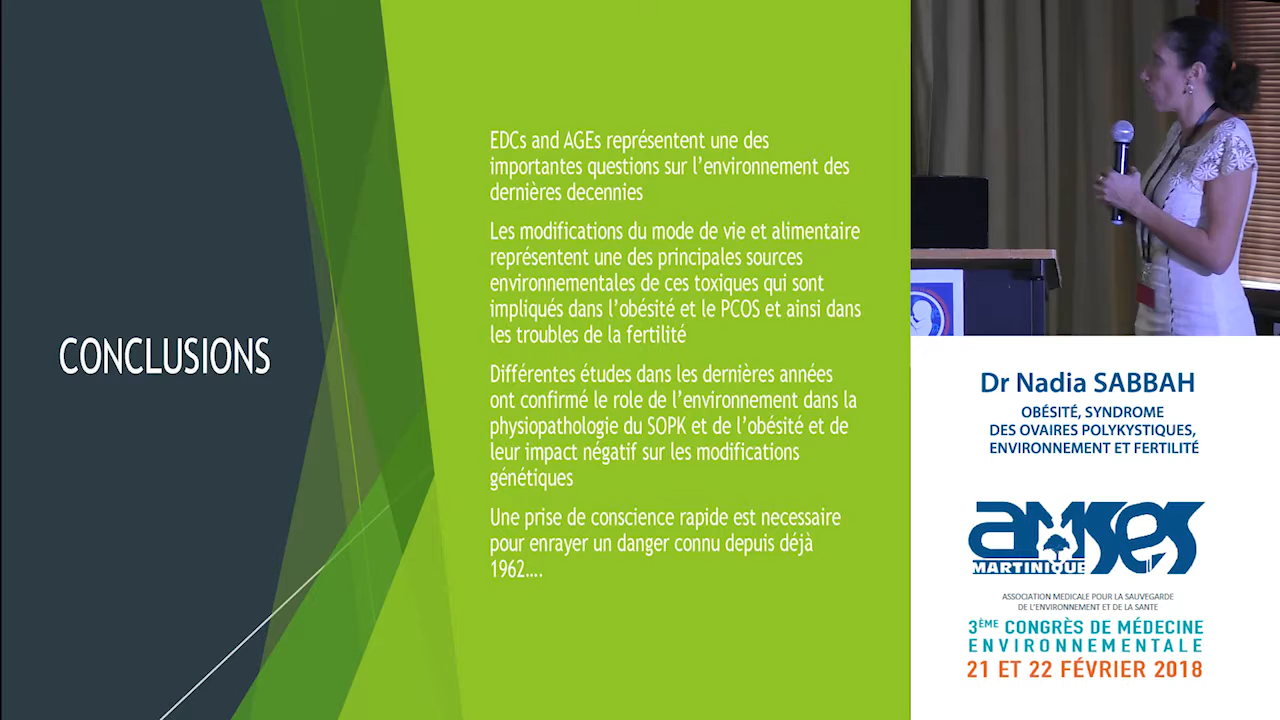 CONCLUSIONS
EDCs and AGEs représentent une des
importantes questions sur l'environnement des
dernières decennies
Les modifications du mode de vie et alimentaire
représentent une des principales sources
environnementales de ces toxiques qui sont
impliqués dans l'obésité et le PCOS et ainsi dans
les troubles de la fertilité
Différentes études dans les dernières années
ont confirmé le role de l'environnement dans la
physiopathologie du SOPK et de l'obésité et de
leur impact négatif sur les modifications
génétiques
Une prise de conscience rapide est necessaire
pour enrayer un danger connu depuis déjà
1962....
Dr Nadia SABBAH
OBÉSITÉ, SYNDROME
DES OVAIRES POLYKYSTIQUES,
ENVIRONNEMENT ET FERTILITÉ
AMSES
MARTINIQUE
ASSOCIATION MEDICALE POUR LA SAUVEGARDE
DE L'ENVIRONNEMENT ET DE LA SANTE
3ÈME CONGRÈS DE MÉDECINE
ENVIRONNEMENTALE
21 ET 22 FÉVRIER 2018